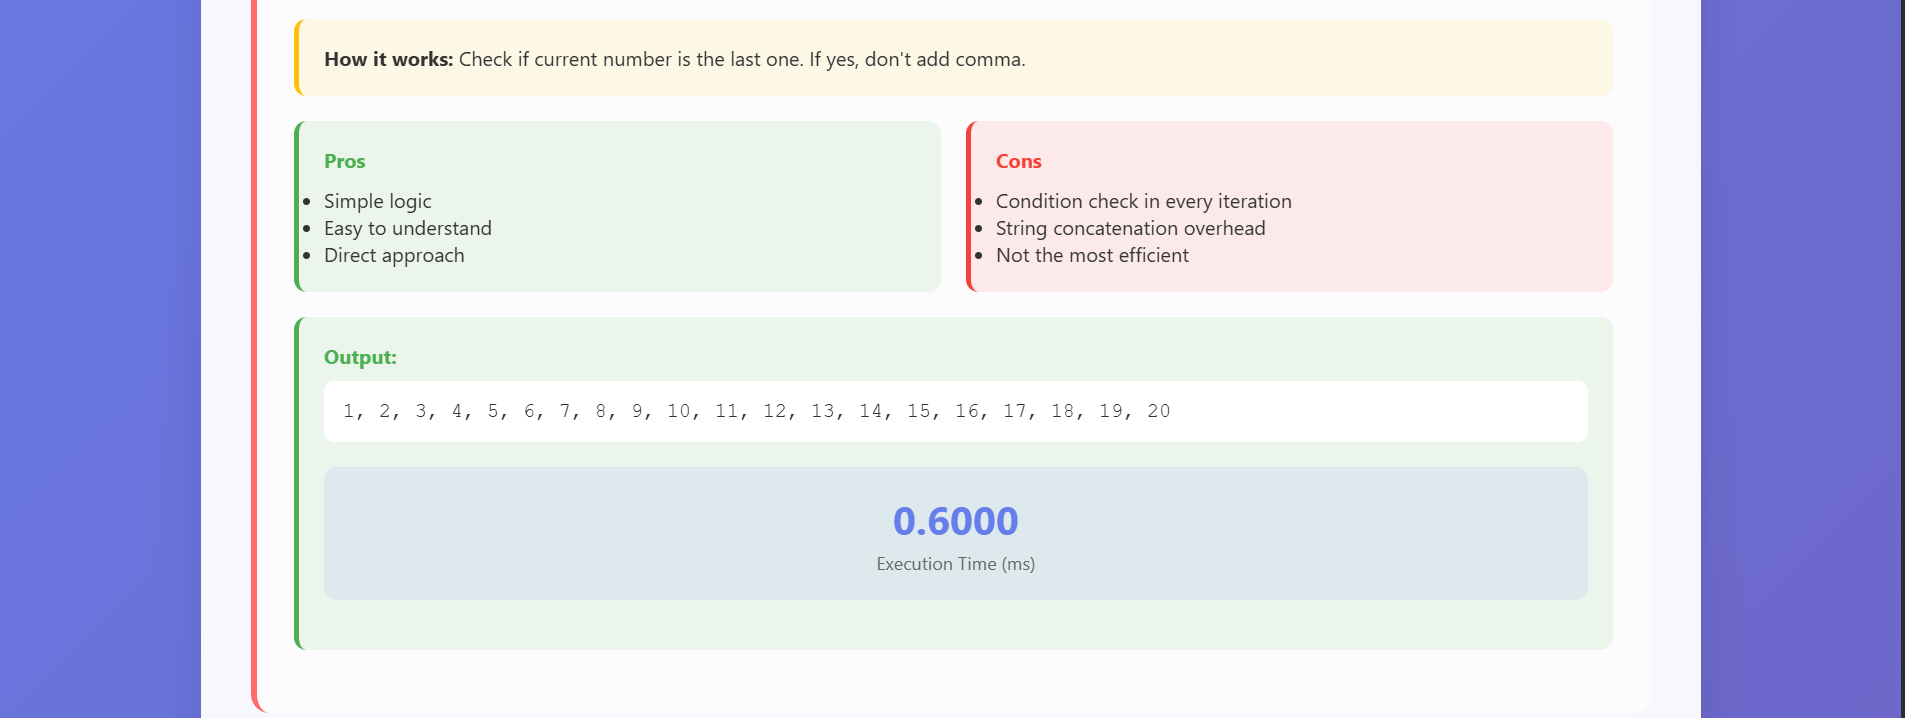 How it works: Check if current number is the last one. If yes, don't add comma.
Pros
• Simple logic
• Easy to understand
• Direct approach
Cons
• Condition check in every iteration
• String concatenation overhead
• Not the most efficient
Output:
1, 2, 3, 4, 5, 6, 7, 8, 9, 10, 11, 12, 13, 14, 15, 16, 17, 18, 19, 20
0.6000
Execution Time (ms)